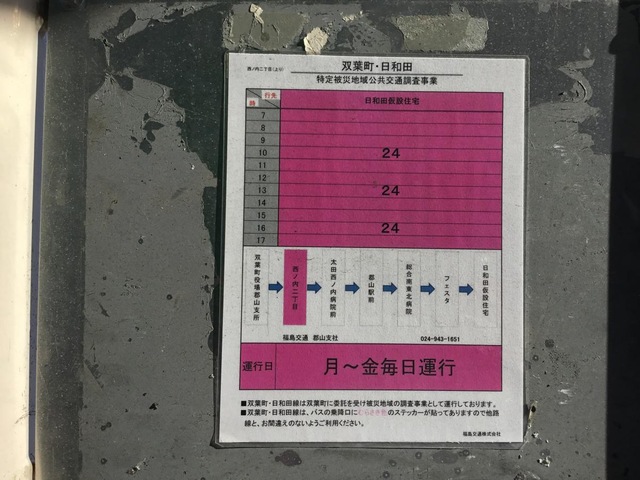 西ノ内二丁目(上り)
双葉町・日和田
特定被災地域公共交通調査事業
行先
時
日和田仮設住宅
7
8
9
10 24
11
12
13 24
14
15
16 24
17
双葉町役場郡山支所
西ノ内二丁目
太田西ノ内病院前
郡山駅前
総合南東北病院
フェスタ
日和田仮設住宅
福島交通 郡山支社 024-943-1651
運行日 月~金毎日運行
■双葉町・日和田線は双葉町に委託を受け被災地域の調査事業として運行しております。
■双葉町・日和田線は、バスの乗降口にむらさき色のステッカーが貼ってありますので他路
線と、お間違えのないようご利用ください。
福島交通株式会社